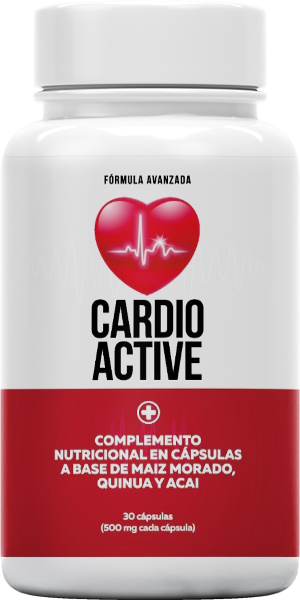 FÓRMULA AVANZADA
CARDIO
ACTIVE
COMPLEMENTO
NUTRICIONAL EN CÁPSULAS
A BASE DE MAIZ MORADO,
QUINUA Y ACAI
30 cápsulas
(500 mg cada cápsula)